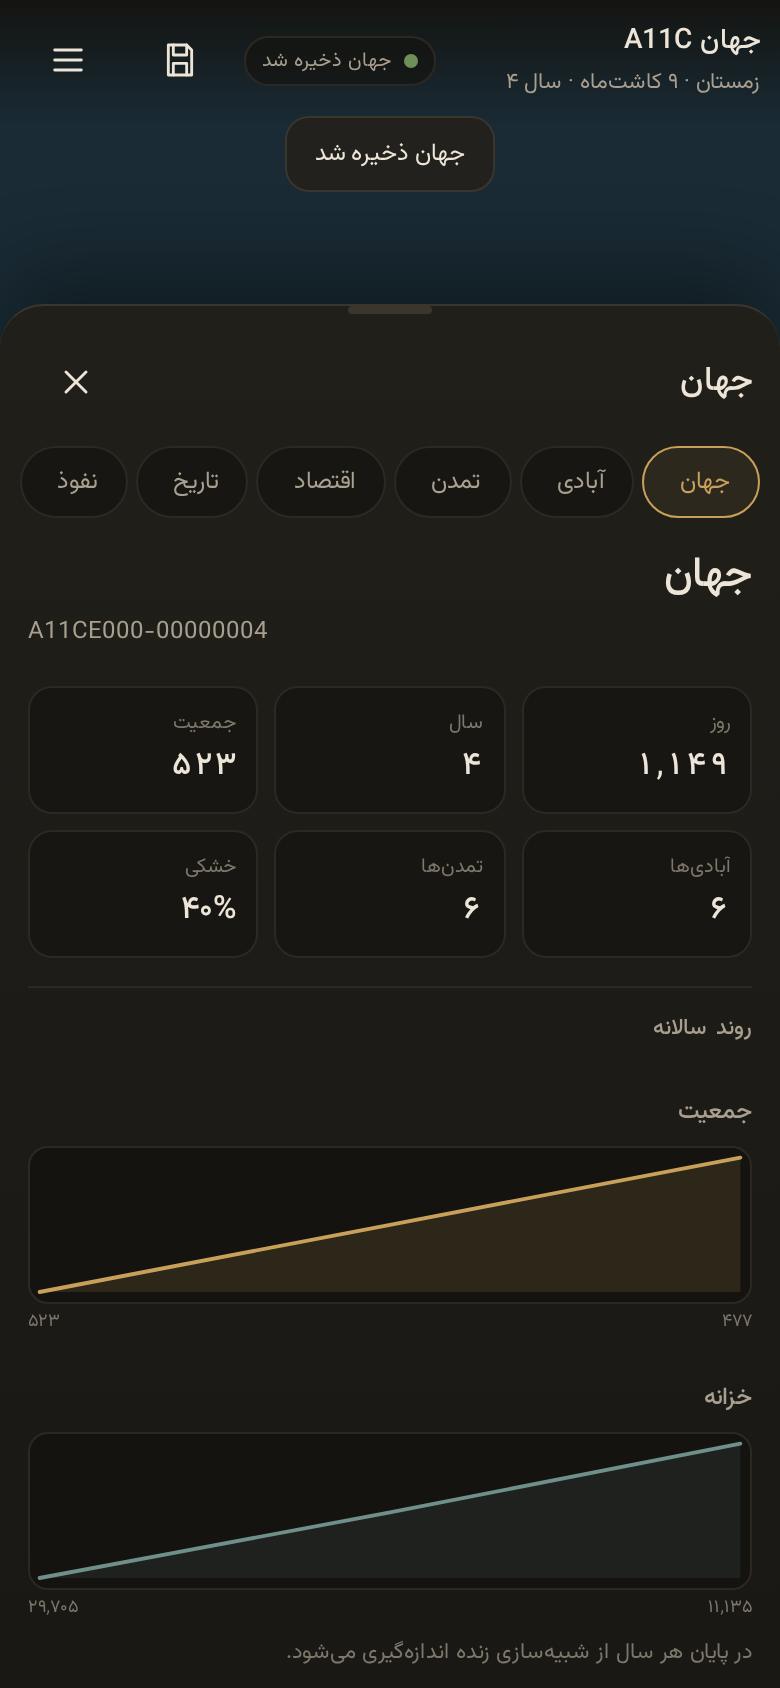 جهان A11C
زمستان · ۹ کاشت‌ماه · سال ۴
جهان ذخیره شد
جهان ذخیره شد
جهان
جهان
آبادی
تمدن
اقتصاد
تاریخ
نفوذ
جهان
A11CE000-00000004
روز
۱,۱۴۹
سال
۴
جمعیت
۵۲۳
آبادی‌ها
۶
تمدن‌ها
۶
خشکی
۴۰%
روند سالانه
جمعیت
۴۷۷
۵۲۳
خزانه
۱۱,۱۳۵
۲۹,۷۰۵
در پایان هر سال از شبیه‌سازی زنده اندازه‌گیری می‌شود.